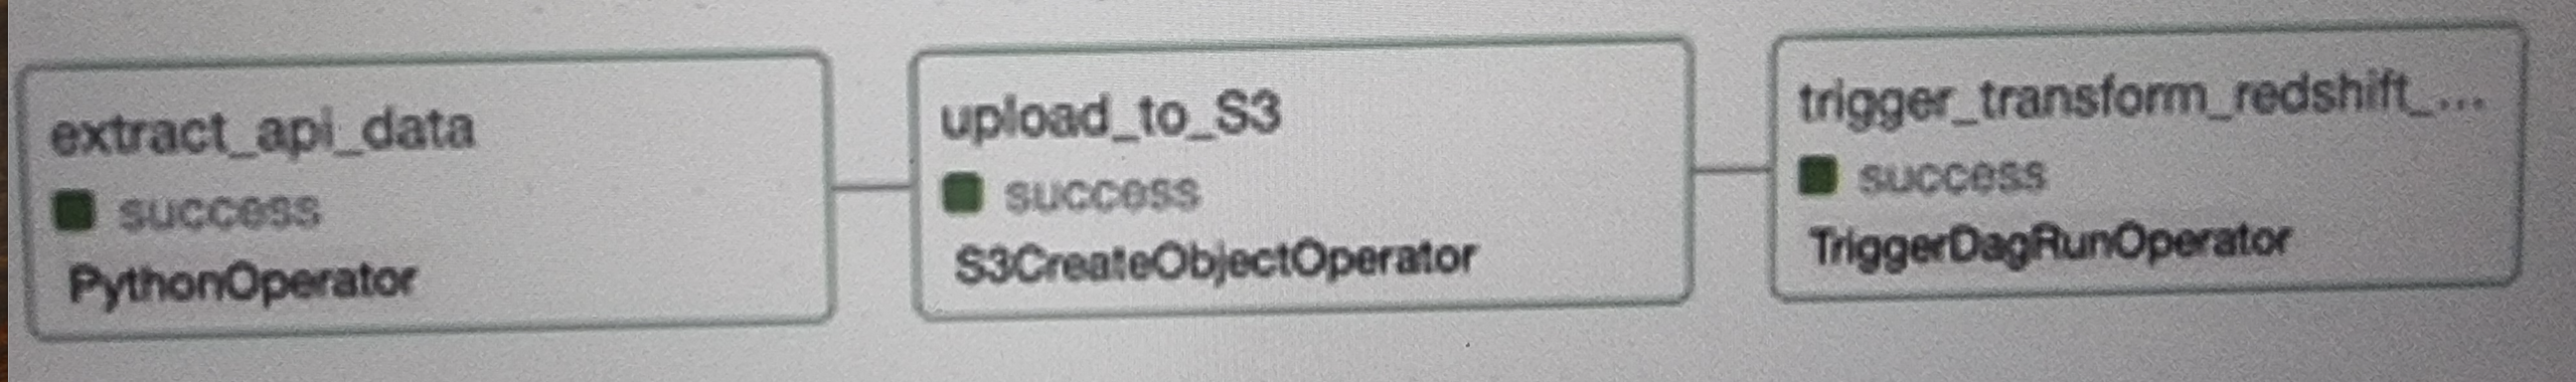 extract_api_data
success
PythonOperator
upload_to_S3
success
S3CreateObjectOperator
trigger_transform_redshift_...
success
TriggerDagRunOperator